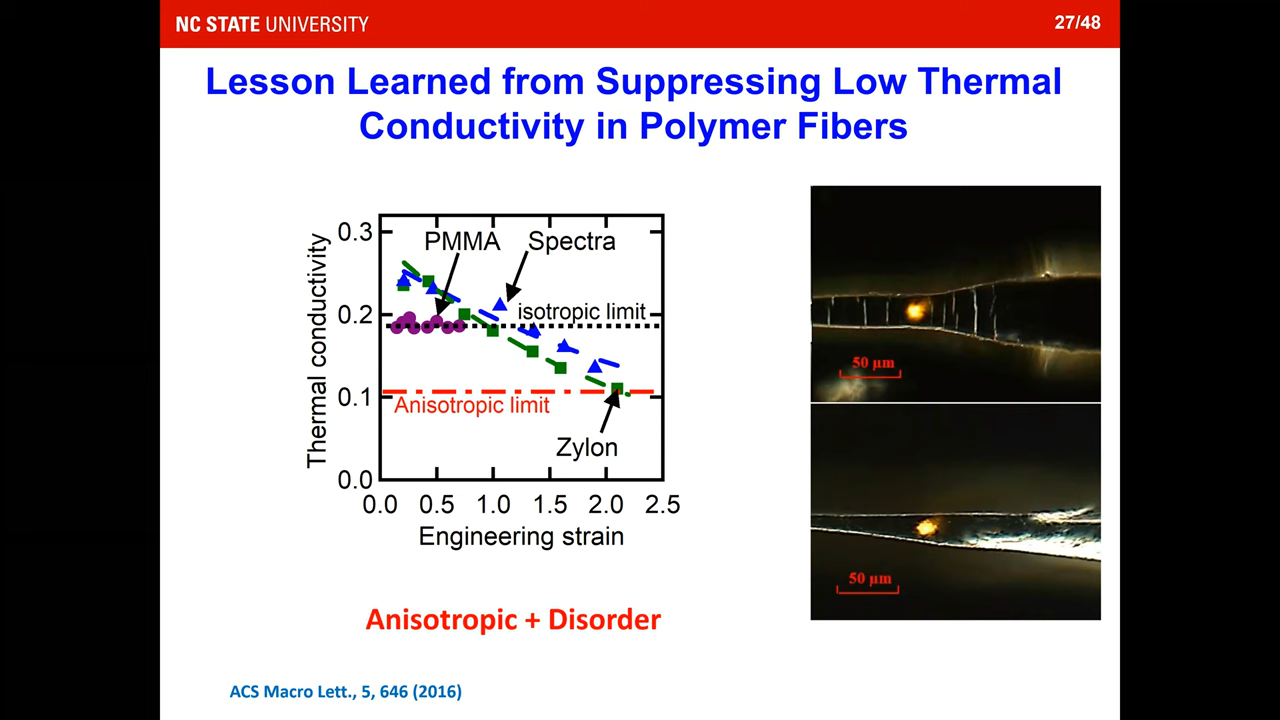 NC STATE UNIVERSITY
27/48
Lesson Learned from Suppressing Low Thermal
Conductivity in Polymer Fibers
Thermal conductivity
0.3
0.2
0.1
0.0
PMMA
Spectra
isotropic limit
Anisotropic limit
Zylon
0.0 0.5 1.0 1.5 2.0 2.5
Engineering strain
50 μm
50 μm
Anisotropic + Disorder
ACS Macro Lett., 5, 646 (2016)